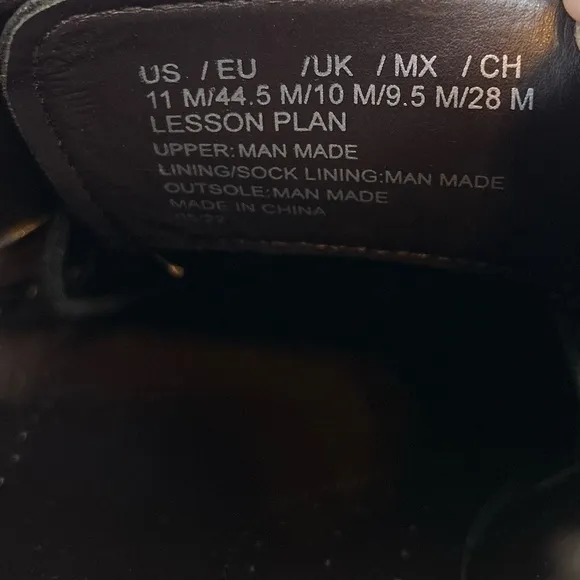 US / EU /UK / MX / CH
11 M/44.5 M/10 M/9.5 M/28 M
LESSON PLAN
UPPER: MAN MADE
LINING/SOCK LINING: MAN MADE
OUTSOLE: MAN MADE
MADE IN CHINA